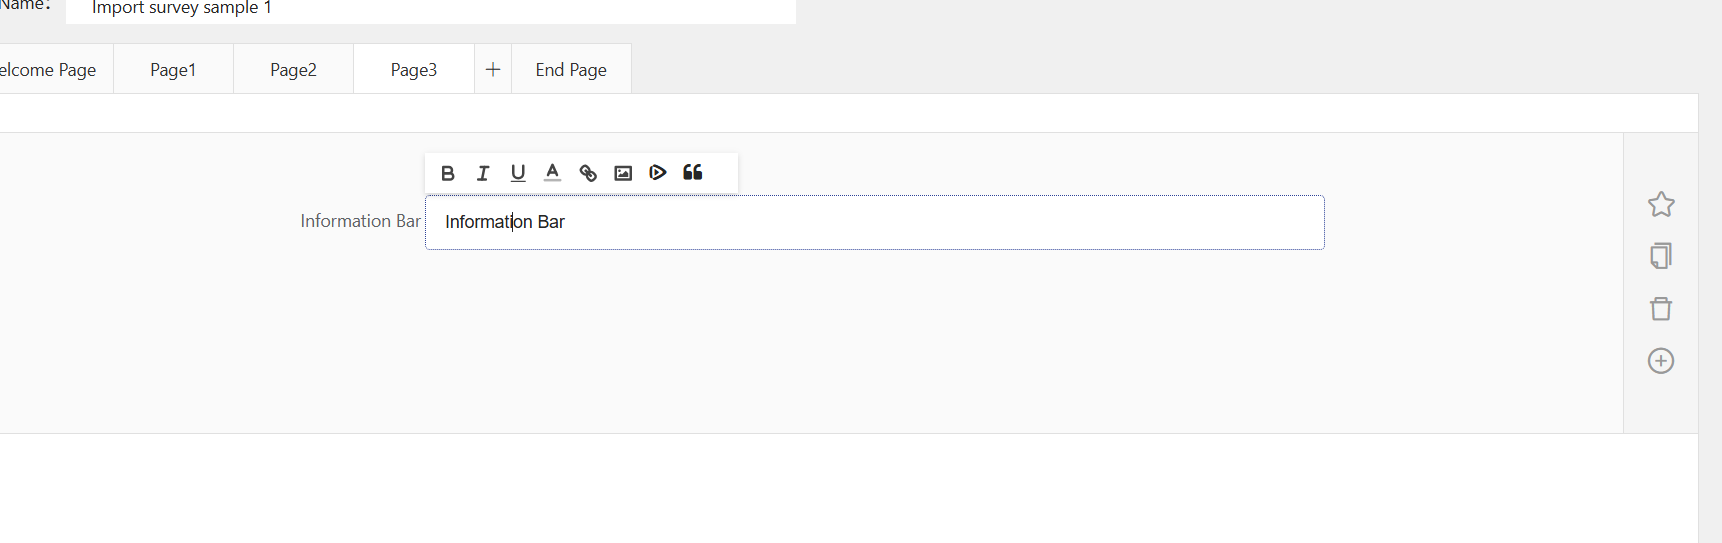 Name:
Import survey sample 1
elcome Page
Page1
Page2
Page3
+
End Page
B I U A
Information Bar
Information Bar